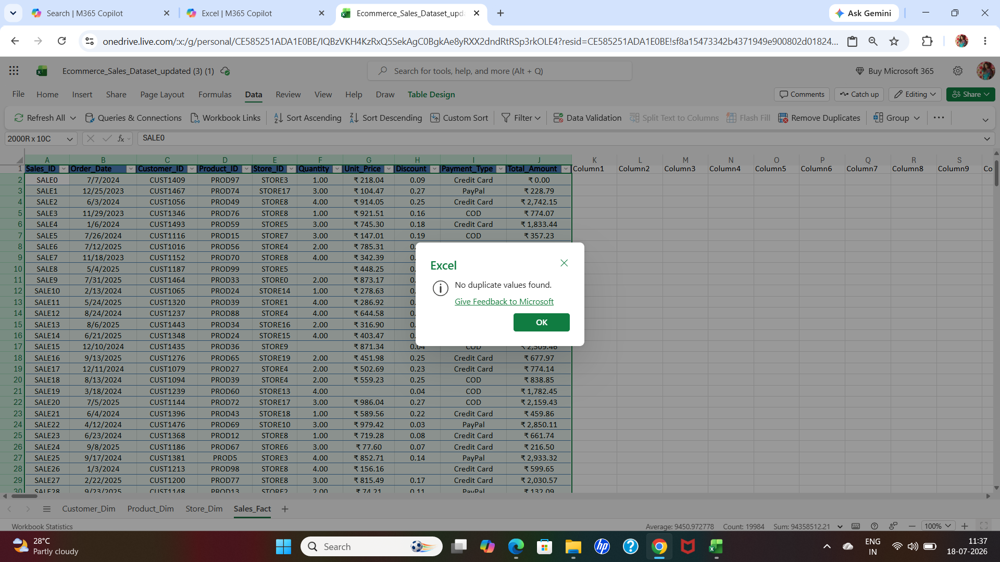 Search | M365 Copilot
Excel | M365 Copilot
Ecommerce_Sales_Dataset_upda
Ask Gemini
onedrive.live.com/:x:/g/personal/CE585251ADA1E0BE/IQBzVKH4KzRxQ5SekAgC0BgkAe8yRXX2dndRtRSp3rkOLE4?resid=CE585251ADA1E0BE!sf8a15473342b4371949e900802d01824...
Ecommerce_Sales_Dataset_updated (3) (1)
Search for tools, help, and more (Alt + Q)
Buy Microsoft 365
File Home Insert Share Page Layout Formulas Data Review View Help Draw Table Design
Comments Catch up Editing Share
Refresh All Queries & Connections Workbook Links Sort Ascending Sort Descending Custom Sort Filter Data Validation Split Text to Columns Flash Fill Remove Duplicates Group ...
2000R x 10C fx SALE0
A B C D E F G H I J K L M N O P Q R S
1 Sales_ID Order_Date Customer_ID Product_ID Store_ID Quantity Unit_Price Discount Payment_Type Total_Amount Column1 Column2 Column3 Column4 Column5 Column6 Column7 Column8 Column9 Co
2 SALE0 7/7/2024 CUST1409 PROD97 STORE3 1.00 ₹ 218.04 0.09 Credit Card ₹ 0.00
3 SALE1 12/25/2023 CUST1467 PROD74 STORE17 3.00 ₹ 104.47 0.27 PayPal ₹ 228.79
4 SALE2 6/3/2024 CUST1056 PROD49 STORE8 4.00 ₹ 914.05 0.25 Credit Card ₹ 2,742.15
5 SALE3 11/29/2023 CUST1346 PROD76 STORE8 1.00 ₹ 921.51 0.16 COD ₹ 774.07
6 SALE4 1/6/2024 CUST1493 PROD59 STORE5 3.00 ₹ 745.30 0.18 Credit Card ₹ 1,833.44
7 SALE5 7/26/2024 CUST1116 PROD15 STORE7 3.00 ₹ 147.01 0.19 COD ₹ 357.23
8 SALE6 7/12/2025 CUST1016 PROD56 STORE4 2.00 ₹ 785.31 0.
9 SALE7 11/18/2023 CUST1152 PROD70 STORE8 4.00 ₹ 342.39 0.
10 SALE8 5/4/2025 CUST1187 PROD99 STORE5 ₹ 448.25 0.
11 SALE9 7/31/2025 CUST1464 PROD33 STORE0 2.00 ₹ 873.17 0.
12 SALE10 2/13/2024 CUST1065 PROD24 STORE14 1.00 ₹ 278.63 0.
13 SALE11 5/24/2025 CUST1320 PROD39 STORE1 4.00 ₹ 286.92 0.
14 SALE12 8/24/2024 CUST1237 PROD88 STORE4 4.00 ₹ 644.58 0.
15 SALE13 8/6/2025 CUST1443 PROD34 STORE16 2.00 ₹ 316.90 0.
16 SALE14 6/21/2025 CUST1348 PROD24 STORE15 4.00 ₹ 403.47 0.
17 SALE15 12/10/2024 CUST1435 PROD36 STORE9 ₹ 871.34 0.04 COD ₹ 2,509.46
18 SALE16 9/13/2025 CUST1276 PROD65 STORE19 2.00 ₹ 451.98 0.25 Credit Card ₹ 677.97
19 SALE17 12/11/2024 CUST1079 PROD27 STORE4 2.00 ₹ 502.69 0.23 Credit Card ₹ 774.14
20 SALE18 8/13/2024 CUST1094 PROD39 STORE4 2.00 ₹ 559.23 0.25 COD ₹ 838.85
21 SALE19 3/18/2024 CUST1239 PROD60 STORE13 4.00 0.04 COD ₹ 1,782.45
22 SALE20 7/5/2025 CUST1144 PROD72 STORE17 3.00 ₹ 986.04 0.27 COD ₹ 2,159.43
23 SALE21 6/4/2024 CUST1396 PROD43 STORE18 1.00 ₹ 589.56 0.22 Credit Card ₹ 459.86
24 SALE22 4/12/2024 CUST1476 PROD69 STORE10 3.00 ₹ 979.42 0.03 PayPal ₹ 2,850.11
25 SALE23 6/23/2024 CUST1368 PROD12 STORE8 1.00 ₹ 719.28 0.08 Credit Card ₹ 661.74
26 SALE24 9/8/2025 CUST1186 PROD67 STORE6 3.00 ₹ 77.60 0.07 Credit Card ₹ 216.50
27 SALE25 9/17/2024 CUST1381 PROD5 STORE3 4.00 ₹ 852.71 0.14 PayPal ₹ 2,933.32
28 SALE26 1/3/2024 CUST1213 PROD98 STORE8 4.00 ₹ 156.16 Credit Card ₹ 599.65
29 SALE27 2/22/2025 CUST1200 PROD77 STORE8 3.00 ₹ 815.49 0.17 Credit Card ₹ 2,030.57
30 SALE28 9/23/2025 CUST1148 PROD13 STORE2 2.00 ₹ 74.21 0.11 PayPal ₹ 132.09
Excel
No duplicate values found.
Give Feedback to Microsoft
OK
Customer_Dim Product_Dim Store_Dim Sales_Fact
Workbook Statistics Average: 9450.972778 Count: 19984 Sum: 94358512.21 100%
28°C
Partly cloudy
Search
hp
ENG
IN
11:37
18-07-2026